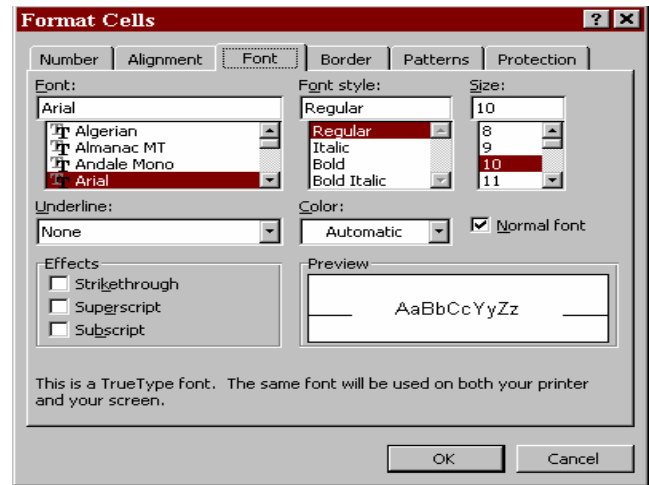 Format Cells
Number Alignment Font Border Patterns Protection
Font: Font style: Size:
Arial Regular 10
Algerian Regular 8
Almanac MT Italic 9
Andale Mono Bold 10
Arial Bold Italic 11
Underline: Color:
None Automatic Normal font
Effects Preview
Strikethrough
Superscript AaBbCcYyZz
Subscript
This is a TrueType font. The same font will be used on both your printer
and your screen.
OK Cancel